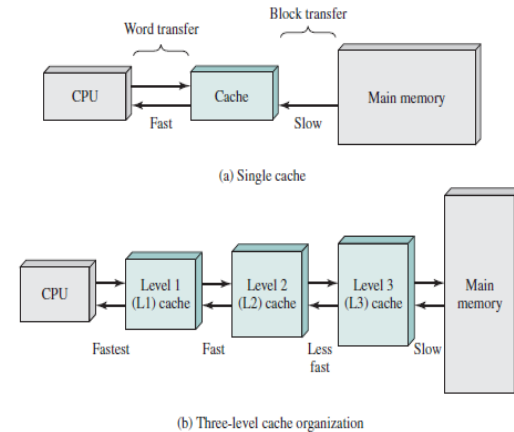 Block transfer
Word transfer
CPU
Cache
Main memory
Fast
Slow
(a) Single cache
CPU
Level 1
(L1) cache
Level 2
(L2) cache
Level 3
(L3) cache
Main
memory
Fastest
Fast
Less
fast
Slow
(b) Three-level cache organization